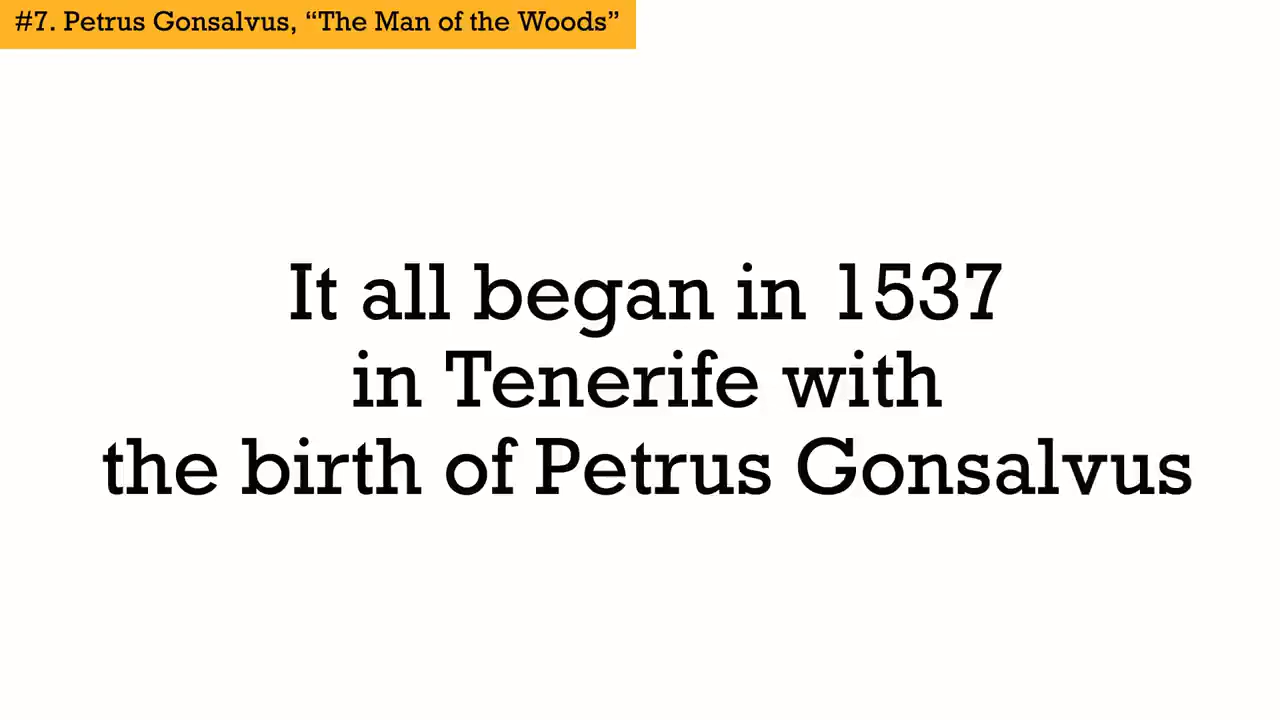 #7. Petrus Gonsalvus, “The Man of the Woods”
It all began in 1537
in Tenerife with
the birth of Petrus Gonsalvus